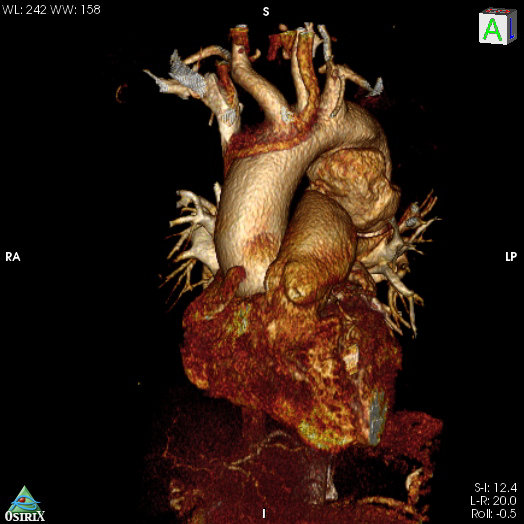 WL: 242 WW: 158
S
A
RA
LP
S-I: 12.4
L-R: 20.0
Roll: -0.5
I
OSIRIX